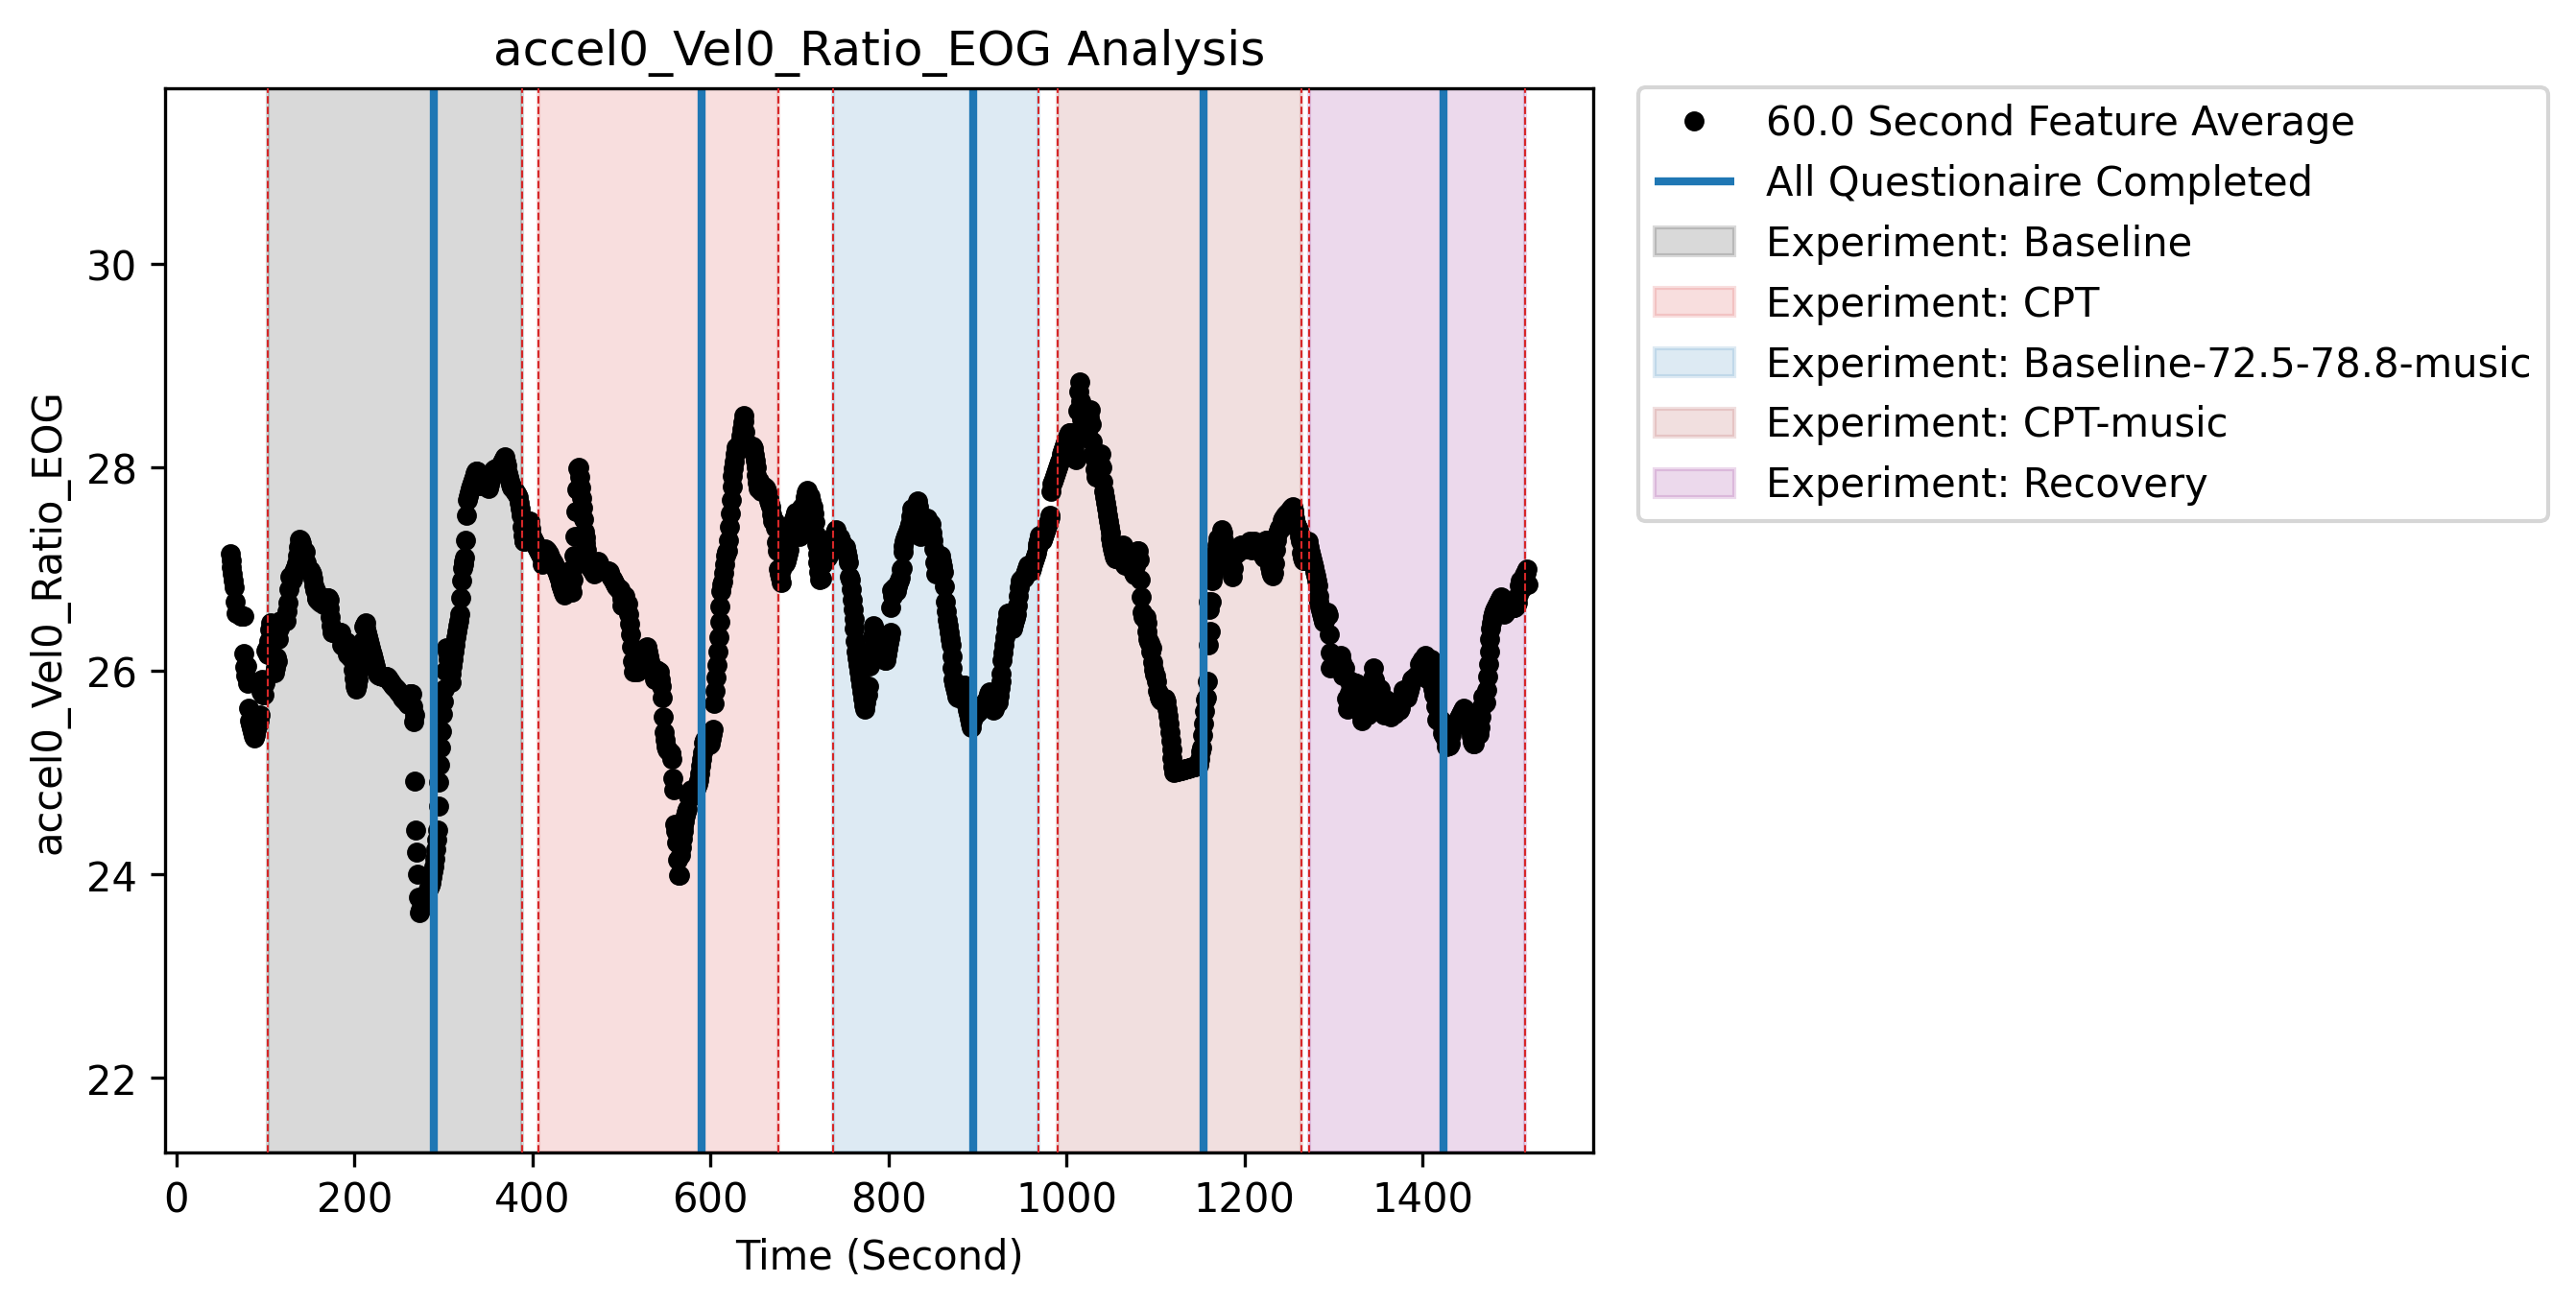 accel0_Vel0_Ratio_EOG Analysis
accel0_Vel0_Ratio_EOG
30
28
26
24
22
0 200 400 600 800 1000 1200 1400
Time (Second)
60.0 Second Feature Average
All Questionaire Completed
Experiment: Baseline
Experiment: CPT
Experiment: Baseline-72.5-78.8-music
Experiment: CPT-music
Experiment: Recovery